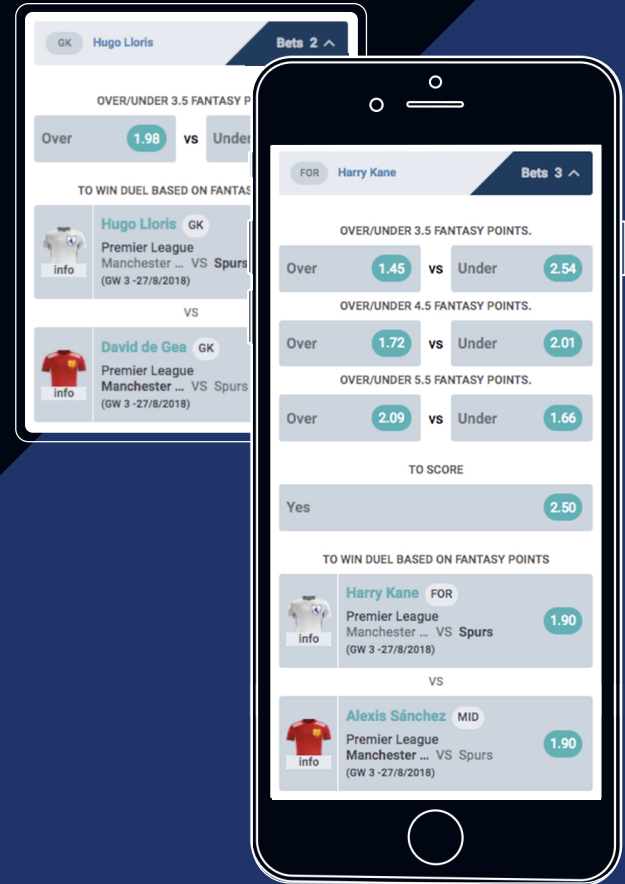 GK Hugo Lloris Bets 2
OVER/UNDER 3.5 FANTASY P
Over 1.98 vs Under
TO WIN DUEL BASED ON FANTAS
Hugo Lloris GK
Premier League
Manchester ... VS Spurs
info
(GW 3 -27/8/2018)
VS
David de Gea GK
Premier League
Manchester ... VS Spurs
info
(GW 3 -27/8/2018)
FOR Harry Kane Bets 3
OVER/UNDER 3.5 FANTASY POINTS.
Over 1.45 vs Under 2.54
OVER/UNDER 4.5 FANTASY POINTS.
Over 1.72 vs Under 2.01
OVER/UNDER 5.5 FANTASY POINTS.
Over 2.09 vs Under 1.66
TO SCORE
Yes 2.50
TO WIN DUEL BASED ON FANTASY POINTS
Harry Kane FOR
Premier League
1.90
Manchester ... VS Spurs
info
(GW 3 -27/8/2018)
VS
Alexis Sánchez MID
Premier League
1.90
Manchester ... VS Spurs
info
(GW 3 -27/8/2018)